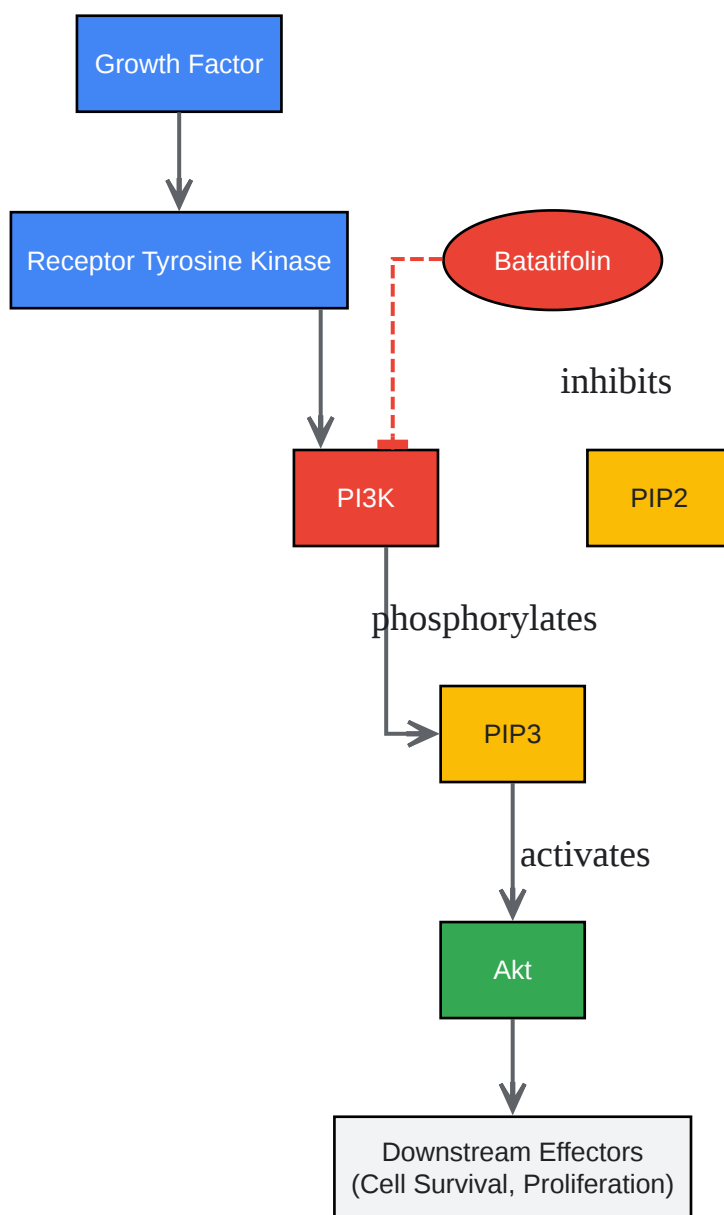 Growth Factor
Receptor Tyrosine Kinase
Batatifolin
inhibits
PI3K
PIP2
phosphorylates
PIP3
activates
Akt
Downstream Effectors
(Cell Survival, Proliferation)